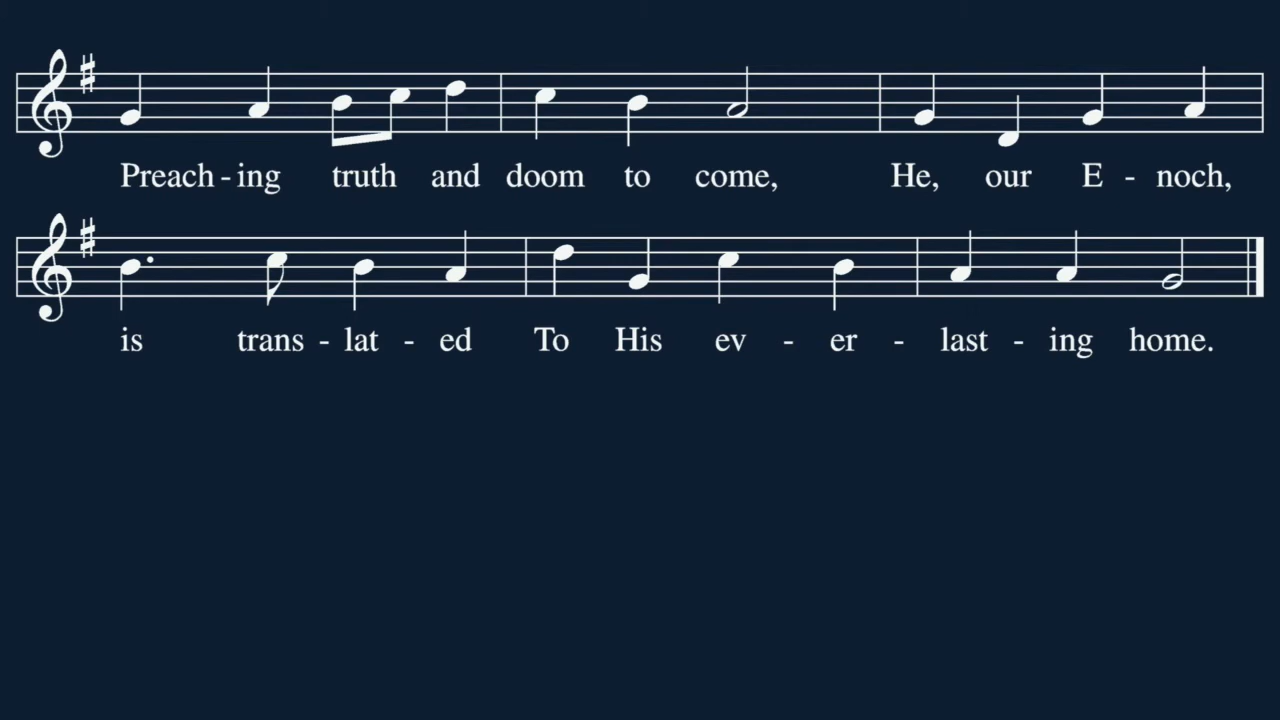 Preach - ing truth and doom to come, He, our E - noch,
is trans - lat - ed To His ev - er - last - ing home.